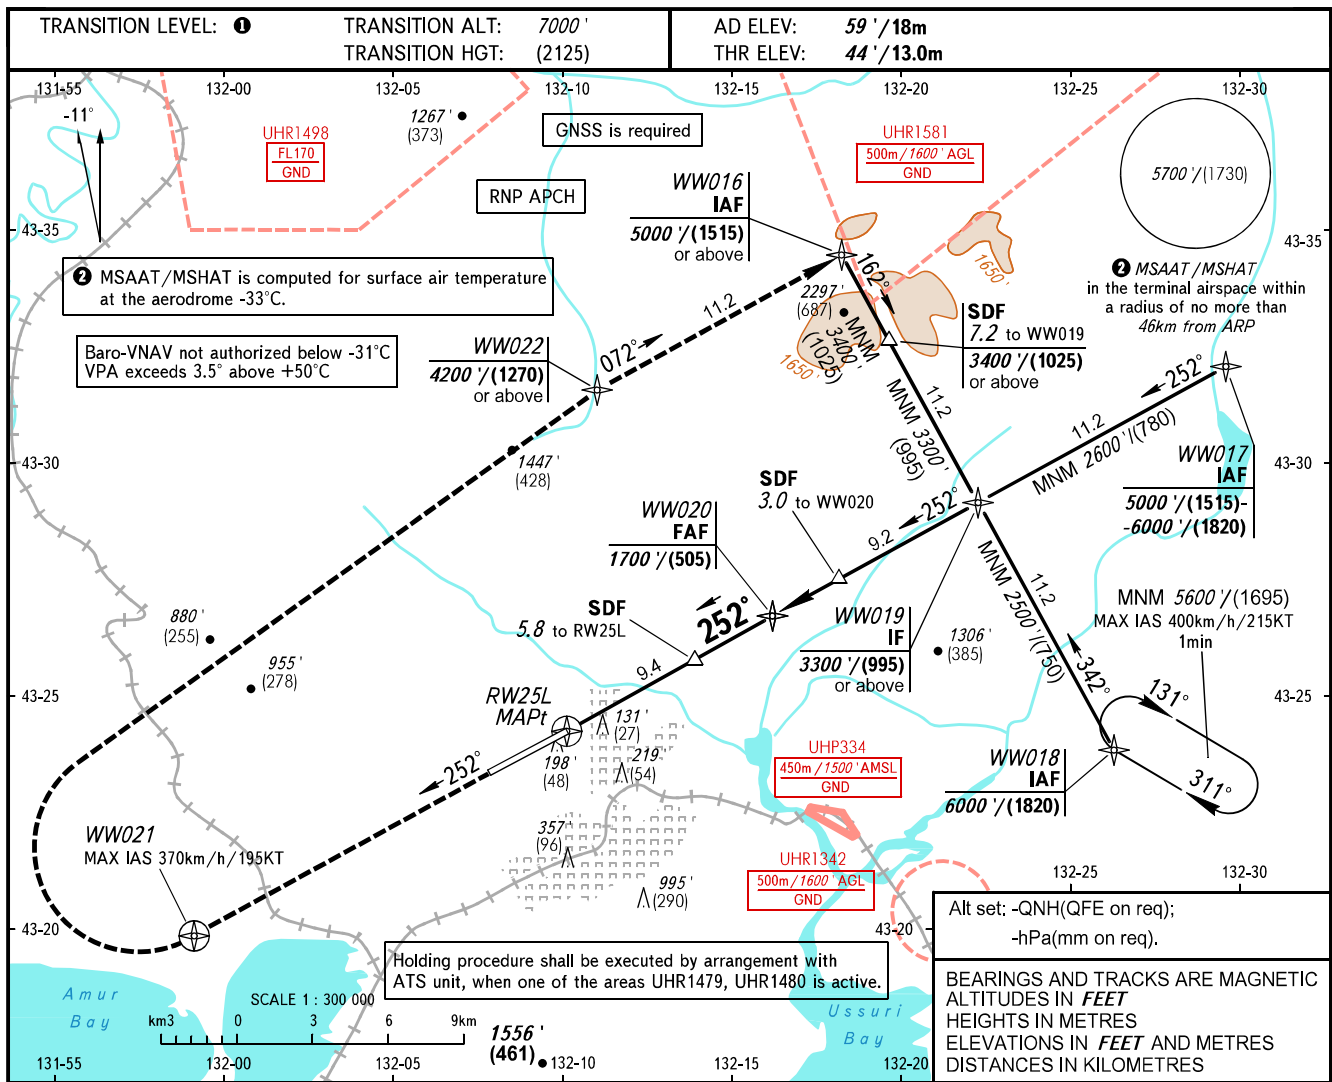 TRANSITION LEVEL: ❶
TRANSITION ALT: 7000'
TRANSITION HGT: (2125)
AD ELEV: 59'/18m
THR ELEV: 44'/13.0m
131-55
132-00
132-05
132-10
132-15
132-20
132-25
132-30
-11°
1267'
(373)
UHR1498
FL170
GND
GNSS is required
RNP APCH
UHR1581
500m/1600' AGL
GND
5700'/(1730)
WW016
IAF
5000'/(1515)
or above
43-35
43-35
❷ MSAAT/MSHAT is computed for surface air temperature
at the aerodrome -33°C.
❷ MSAAT/MSHAT
in the terminal airspace within
a radius of no more than
46km from ARP
Baro-VNAV not authorized below -31°C
VPA exceeds 3.5° above +50°C
162°
1650'
2297'
(687)
MNM
3400'
(1025)
1650'
SDF
7.2 to WW019
3400'/(1025)
or above
11.2
WW022
4200'/(1270)
or above
072°
11.2
MNM 3300'
(995)
252°
11.2
MNM 2600'/(780)
WW017
IAF
5000'/(1515)-
-6000'/(1820)
43-30
43-30
1447'
(428)
SDF
3.0 to WW020
WW020
FAF
1700'/(505)
252°
9.2
MNM 2500'/(750)
11.2
MNM 5600'/(1695)
MAX IAS 400km/h/215KT
1min
880'
(255)
955'
(278)
SDF
5.8 to RW25L
252°
9.4
WW019
IF
3300'/(995)
or above
1306'
(385)
342°
131°
311°
43-25
43-25
RW25L
MAPt
131'
(27)
198'
(48)
219'
(54)
252°
UHP334
450m/1500' AMSL
GND
WW018
IAF
6000'/(1820)
WW021
MAX IAS 370km/h/195KT
357'
(96)
995'
(290)
UHR1342
500m/1600' AGL
GND
132-25
132-30
43-20
43-20
Alt set: -QNH(QFE on req);
-hPa(mm on req).
Holding procedure shall be executed by arrangement with
ATS unit, when one of the areas UHR1479, UHR1480 is active.
BEARINGS AND TRACKS ARE MAGNETIC
ALTITUDES IN FEET
HEIGHTS IN METRES
ELEVATIONS IN FEET AND METRES
DISTANCES IN KILOMETRES
Amur
Bay
SCALE 1 : 300 000
km3 0 3 6 9km
1556'
(461)
Ussuri
Bay
131-55
132-00
132-05
132-10
132-15
132-20